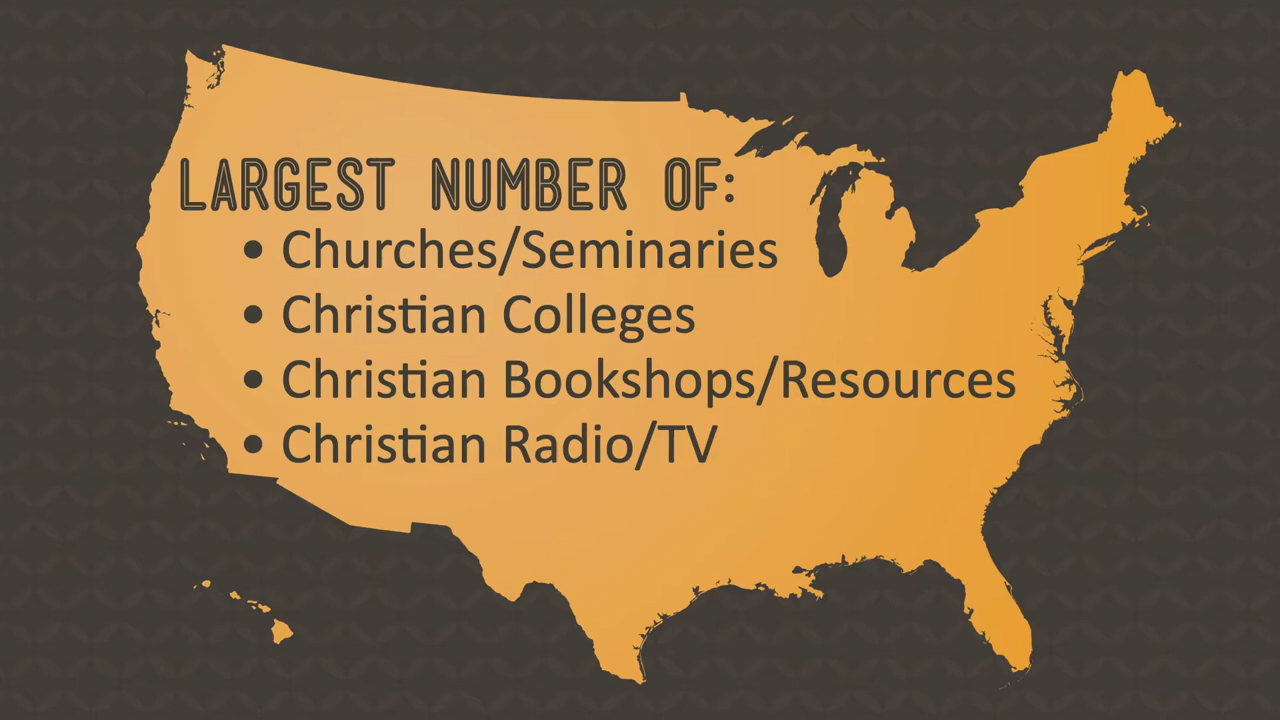 LARGEST NUMBER OF:
• Churches/Seminaries
• Christian Colleges
• Christian Bookshops/Resources
• Christian Radio/TV